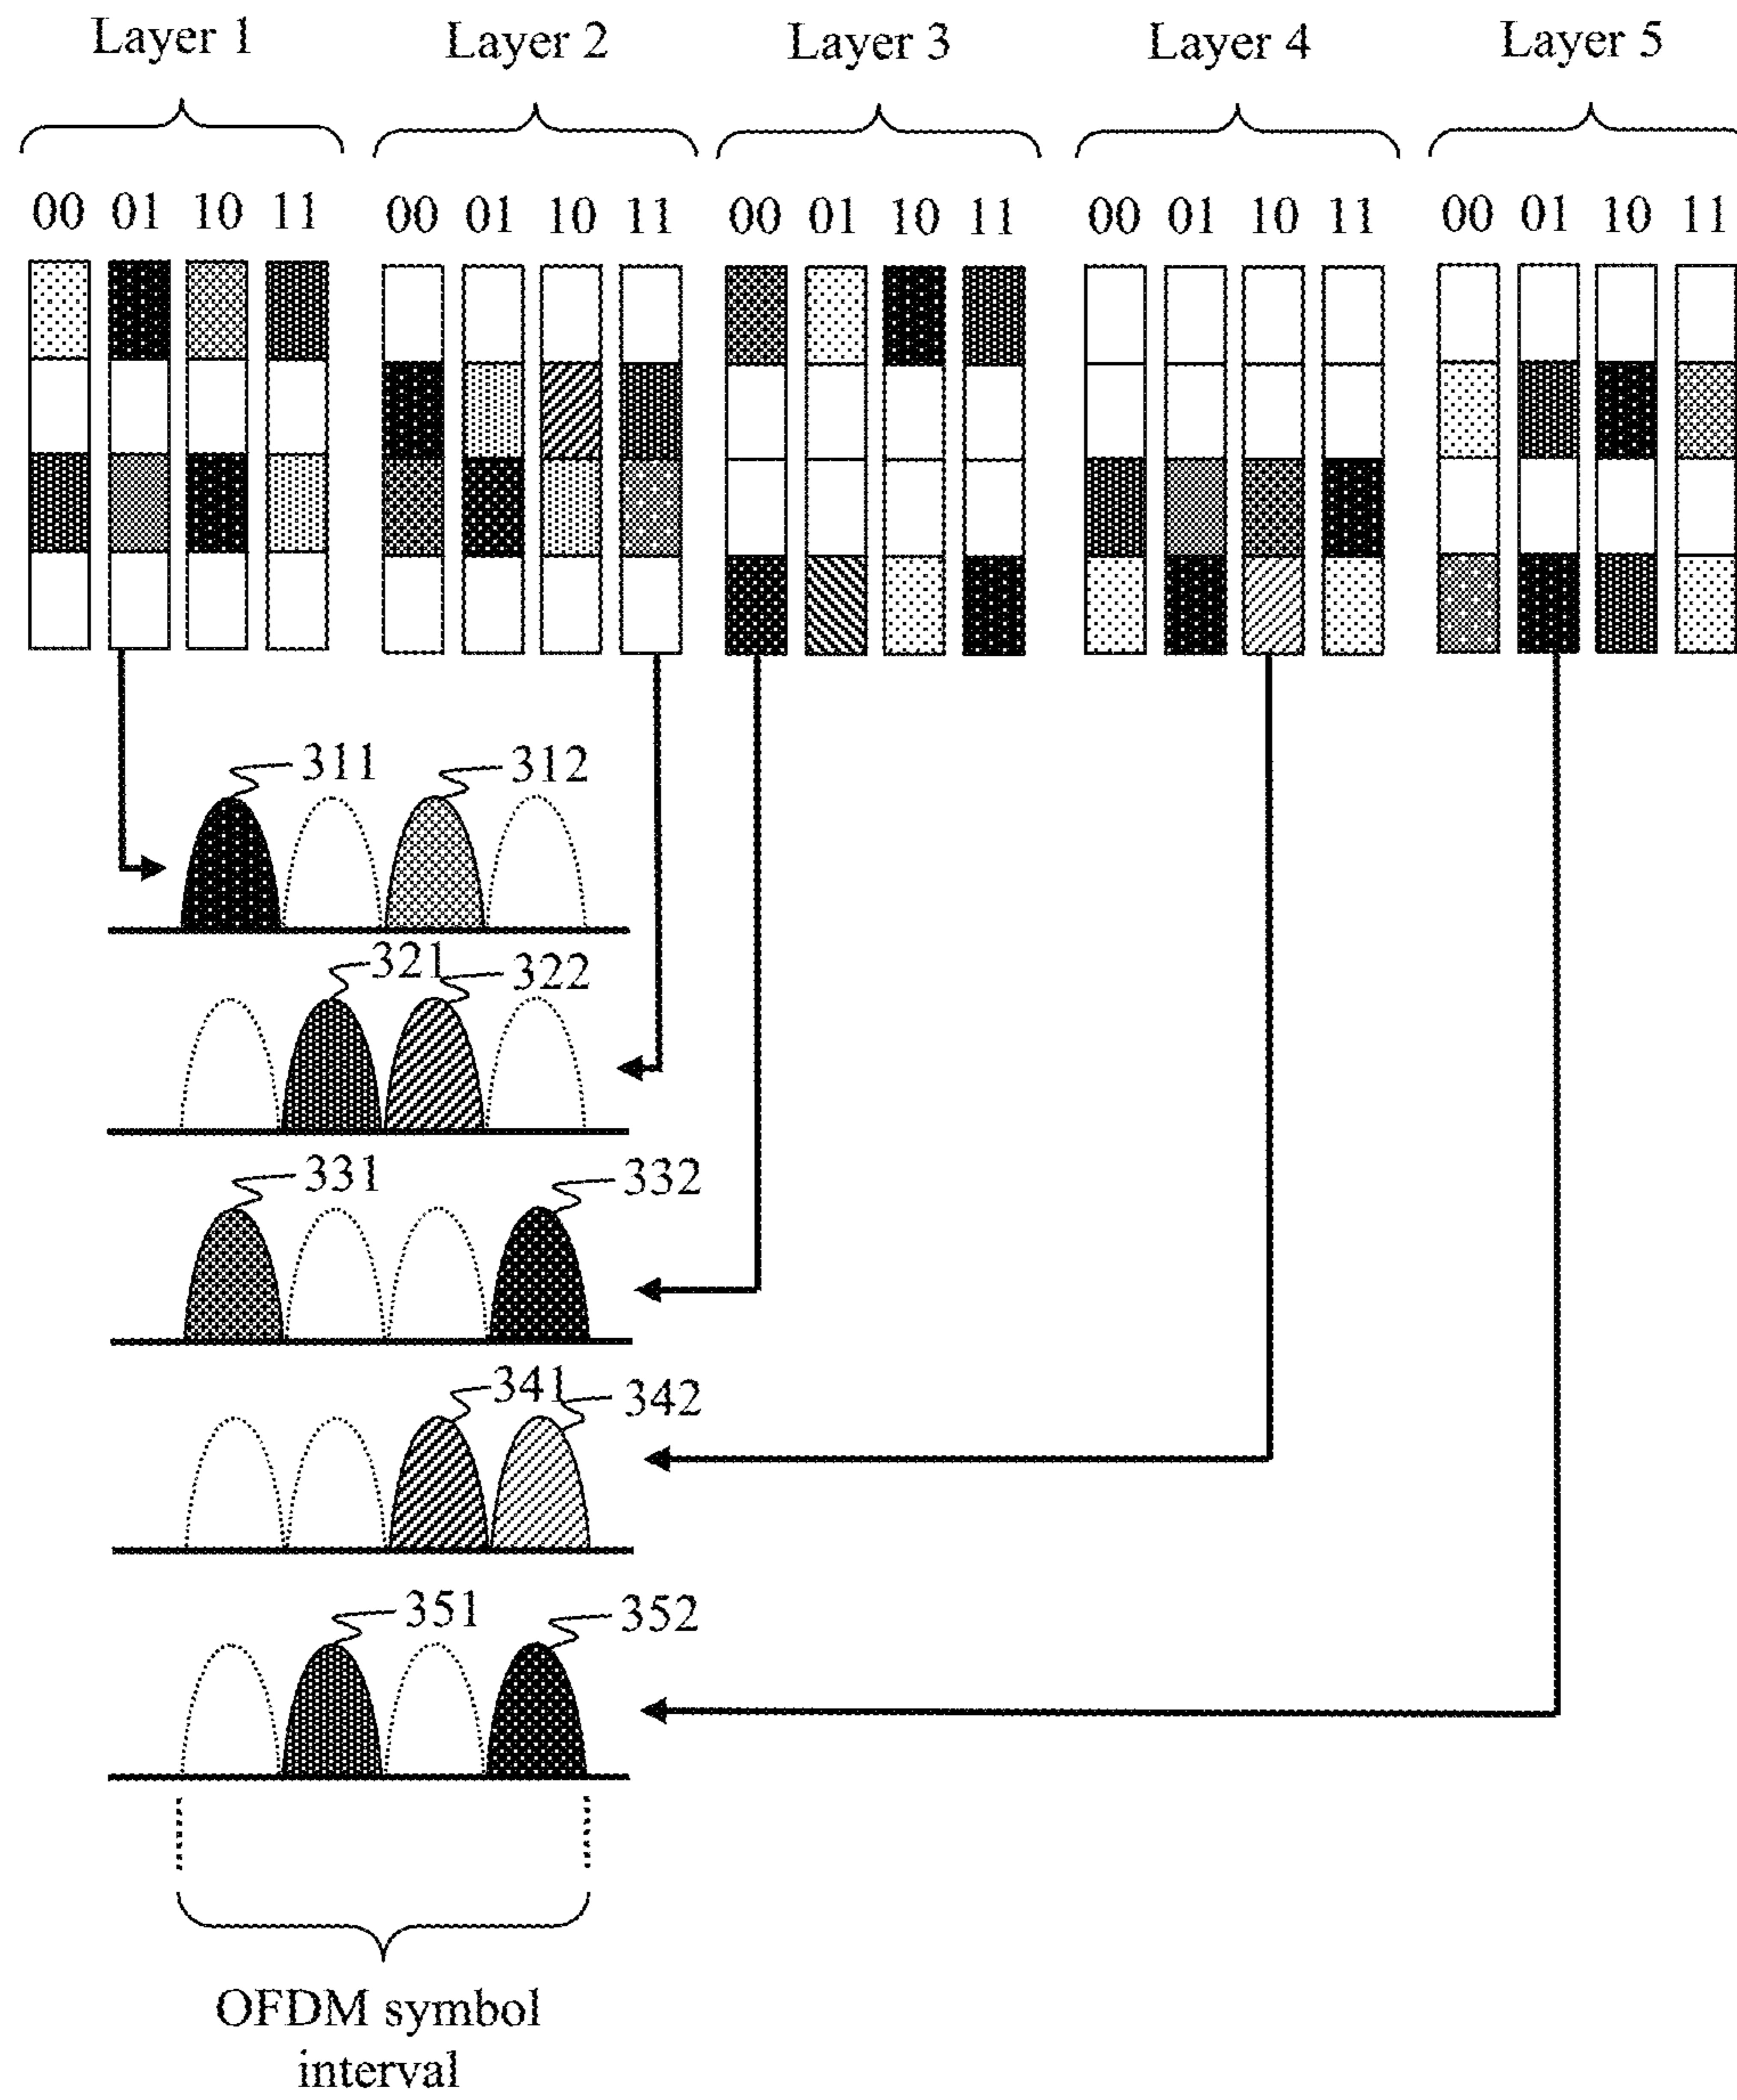 Layer 1 Layer 2 Layer 3 Layer 4 Layer 5
00 01 10 11 00 01 10 11 00 01 10 11 00 01 10 11 00 01 10 11
311 312
321 322
331 332
341 342
351 352
OFDM symbol
interval